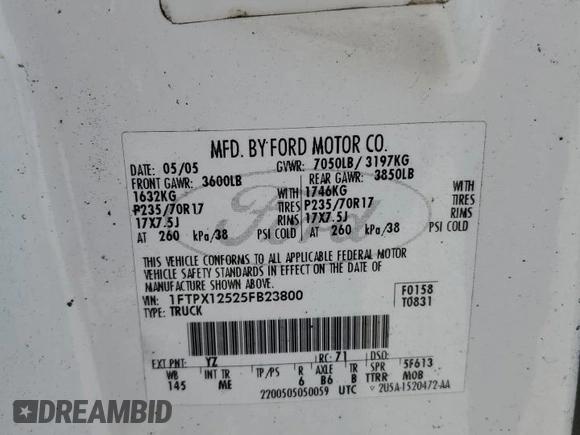 MFD. BY FORD MOTOR CO.
DATE: 05/05 GVWR: 7050LB/ 3197KG
FRONT GAWR: 3600LB REAR GAWR: 3850LB
1632KG WITH 1746KG WITH
P235/70R17 TIRES P235/70R17 TIRES
17X7.5J RIMS 17X7.5J RIMS
AT 260 kPa/38 PSI COLD AT 260 kPa/38 PSI COLD
Ford
THIS VEHICLE CONFORMS TO ALL APPLICABLE FEDERAL MOTOR
VEHICLE SAFETY STANDARDS IN EFFECT ON THE DATE OF
MANUFACTURE SHOWN ABOVE.
VIN: 1FTPX12525FB23800 F0158
TYPE: TRUCK T0831
EXT PNT: YZ RC: 71 DSO:
WB INT TR TP/PS R AXLE TR SPR 5F613
145 ME 6 B6 B TTRR MOB
2200505050059 UTC 2U5A-1520472-AA
DREAMBID